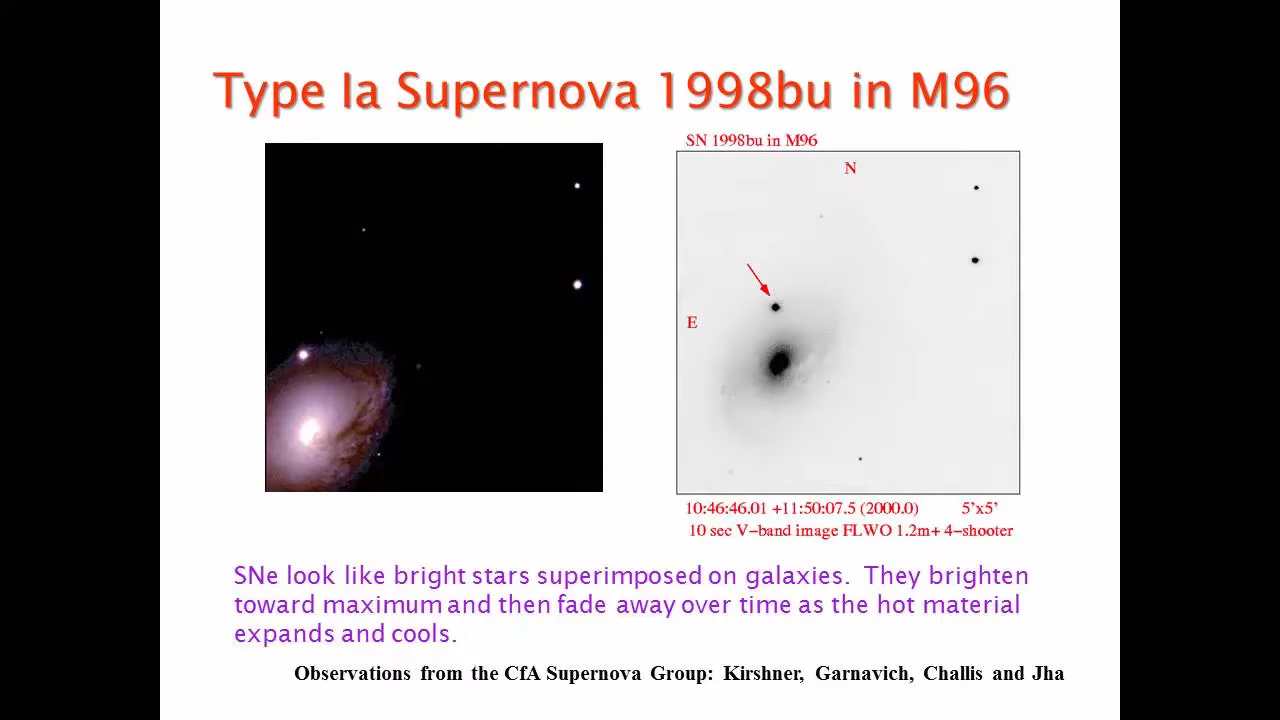 Type Ia Supernova 1998bu in M96
SN 1998bu in M96
N
E
10:46:46.01 +11:50:07.5 (2000.0) 5'x5'
10 sec V-band image FLWO 1.2m+ 4-shooter
SNe look like bright stars superimposed on galaxies. They brighten
toward maximum and then fade away over time as the hot material
expands and cools.
Observations from the CfA Supernova Group: Kirshner, Garnavich, Challis and Jha